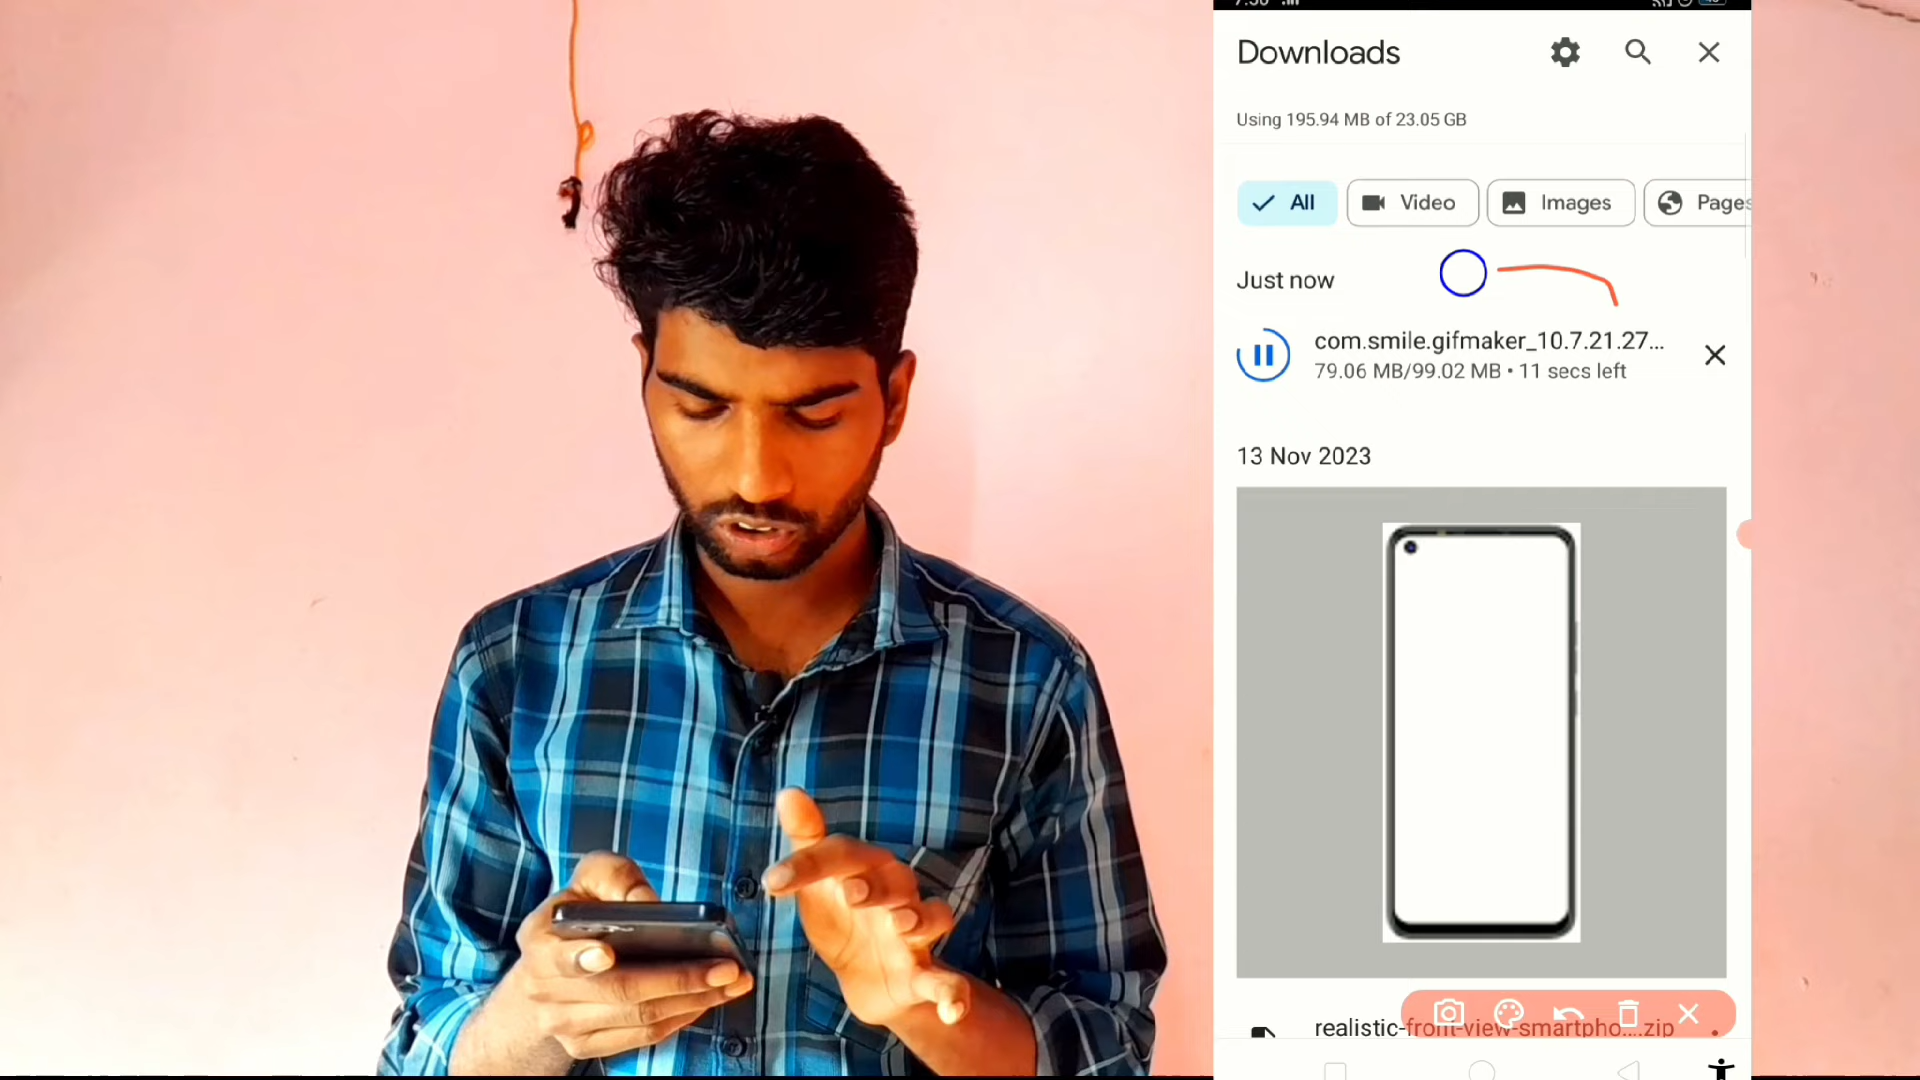 Downloads
Using 195.94 MB of 23.05 GB
All
Video
Images
Pages
Just now
com.smile.gifmaker_10.7.21.27...
79.06 MB/99.02 MB • 11 secs left
13 Nov 2023
realistic-front-view-smartpho....zip